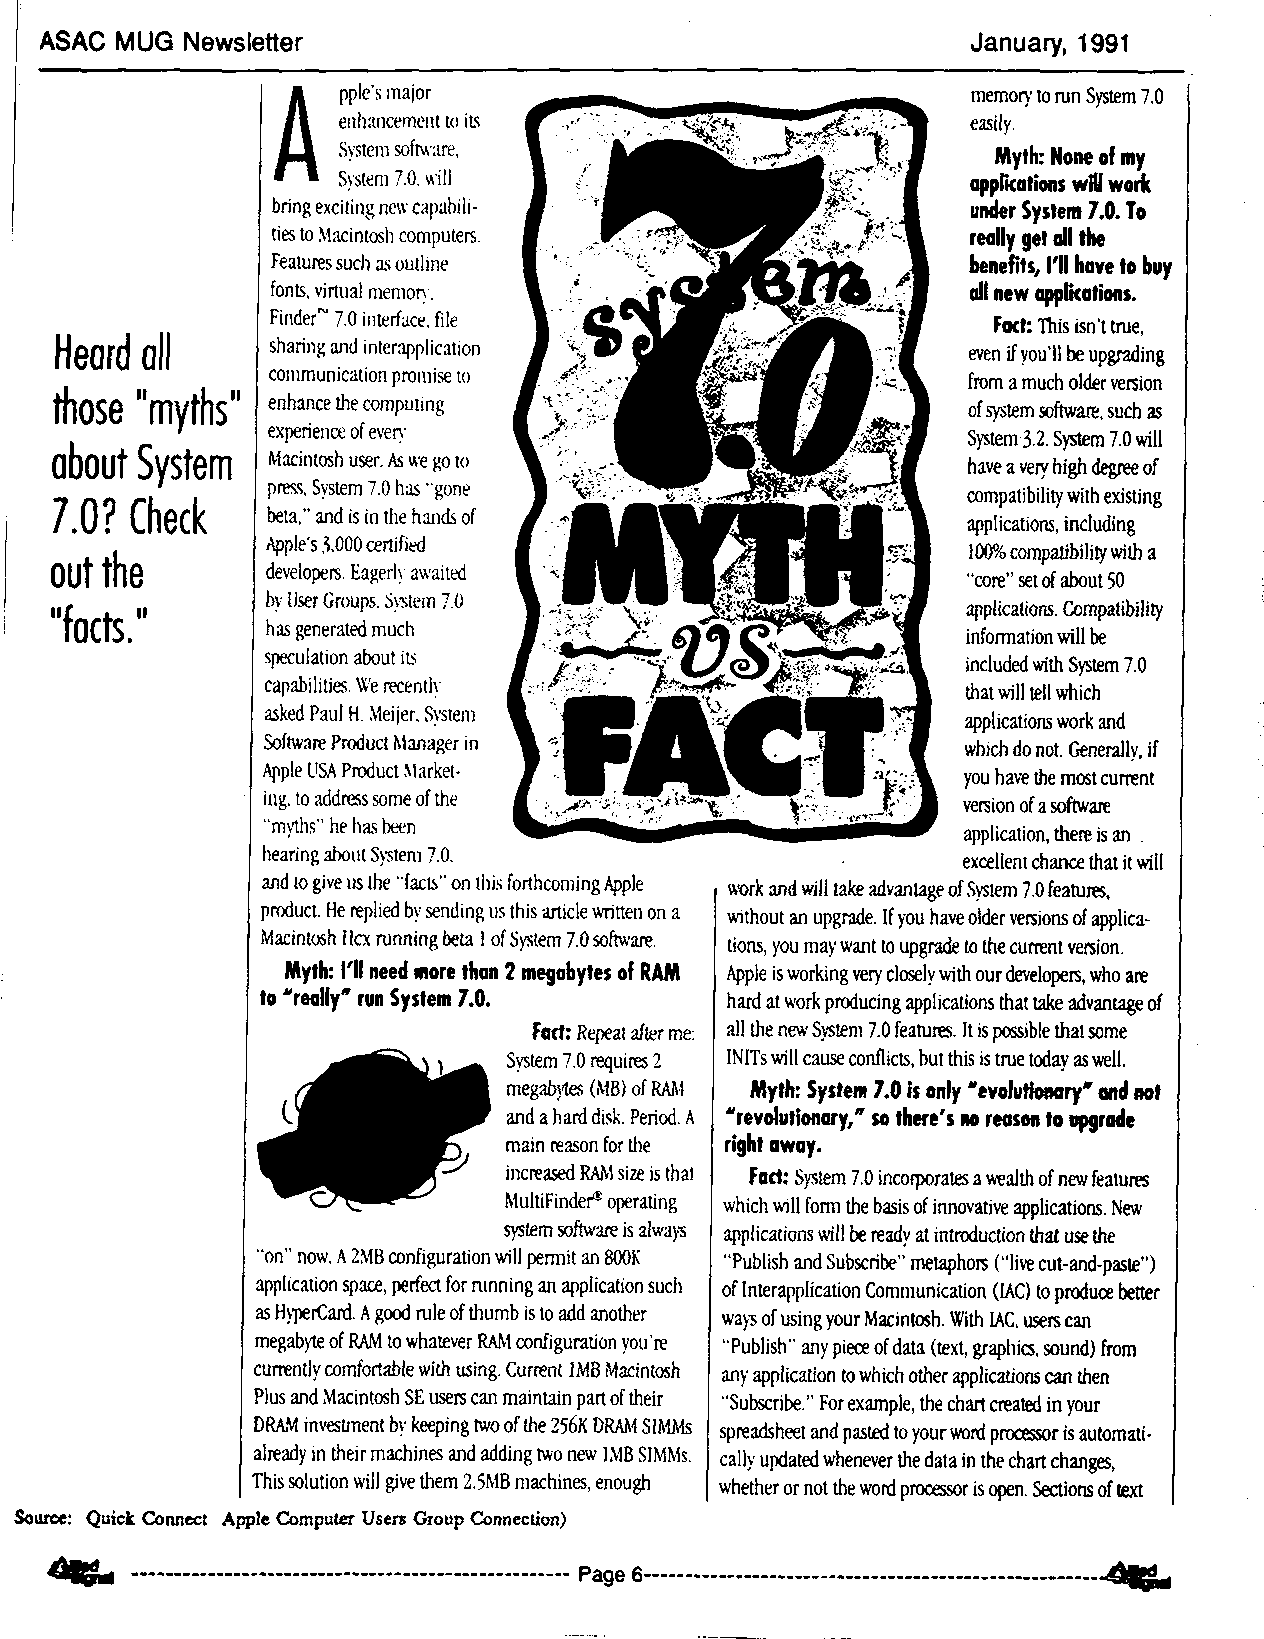 ASAC MUG Newsletter
January, 1991
Heard all
those "myths"
about System
7.0? Check
out the
"facts."
Apple's major
enhancement to its
System software,
System 7.0, will
bring exciting new capabili-
ties to Macintosh computers.
Features such as outline
fonts, virtual memory,
Finder™ 7.0 interface, file
sharing and interapplication
communication promise to
enhance the computing
experience of every
Macintosh user. As we go to
press, System 7.0 has "gone
beta," and is in the hands of
Apple's 3,000 certified
developers. Eagerly awaited
by User Groups, System 7.0
has generated much
speculation about its
capabilities. We recently
asked Paul H. Meijer, System
Software Product Manager in
Apple USA Product Market-
ing, to address some of the
"myths" he has been
hearing about System 7.0,
and to give us the "facts" on this forthcoming Apple
product. He replied by sending us this article written on a
Macintosh IIcx running beta 1 of System 7.0 software.
Myth: I'll need more than 2 megabytes of RAM
to "really" run System 7.0.
Fact: Repeat after me:
System 7.0 requires 2
megabytes (MB) of RAM
and a hard disk. Period. A
main reason for the
increased RAM size is that
MultiFinder® operating
system software is always
"on" now. A 2MB configuration will permit an 800K
application space, perfect for running an application such
as HyperCard. A good rule of thumb is to add another
megabyte of RAM to whatever RAM configuration you're
currently comfortable with using. Current 1MB Macintosh
Plus and Macintosh SE users can maintain part of their
DRAM investment by keeping two of the 256K DRAM SIMMs
already in their machines and adding two new 1MB SIMMs.
This solution will give them 2.5MB machines, enough
System
7.0
MYTH
vs
FACT
memory to run System 7.0
easily.
Myth: None of my
applications will work
under System 7.0. To
really get all the
benefits, I'll have to buy
all new applications.
Fact: This isn't true,
even if you'll be upgrading
from a much older version
of system software, such as
System 3.2. System 7.0 will
have a very high degree of
compatibility with existing
applications, including
100% compatibility with a
"core" set of about 50
applications. Compatibility
information will be
included with System 7.0
that will tell which
applications work and
which do not. Generally, if
you have the most current
version of a software
application, there is an
excellent chance that it will
work and will take advantage of System 7.0 features,
without an upgrade. If you have older versions of applica-
tions, you may want to upgrade to the current version.
Apple is working very closely with our developers, who are
hard at work producing applications that take advantage of
all the new System 7.0 features. It is possible that some
INITs will cause conflicts, but this is true today as well.
Myth: System 7.0 is only "evolutionary" and not
"revolutionary," so there's no reason to upgrade
right away.
Fact: System 7.0 incorporates a wealth of new features
which will form the basis of innovative applications. New
applications will be ready at introduction that use the
"Publish and Subscribe" metaphors ("live cut-and-paste")
of Interapplication Communication (IAC) to produce better
ways of using your Macintosh. With IAC, users can
"Publish" any piece of data (text, graphics, sound) from
any application to which other applications can then
"Subscribe." For example, the chart created in your
spreadsheet and pasted to your word processor is automati-
cally updated whenever the data in the chart changes,
whether or not the word processor is open. Sections of text
Source: Quick Connect Apple Computer Users Group Connection)
Allied Signal
Page 6
Allied Signal